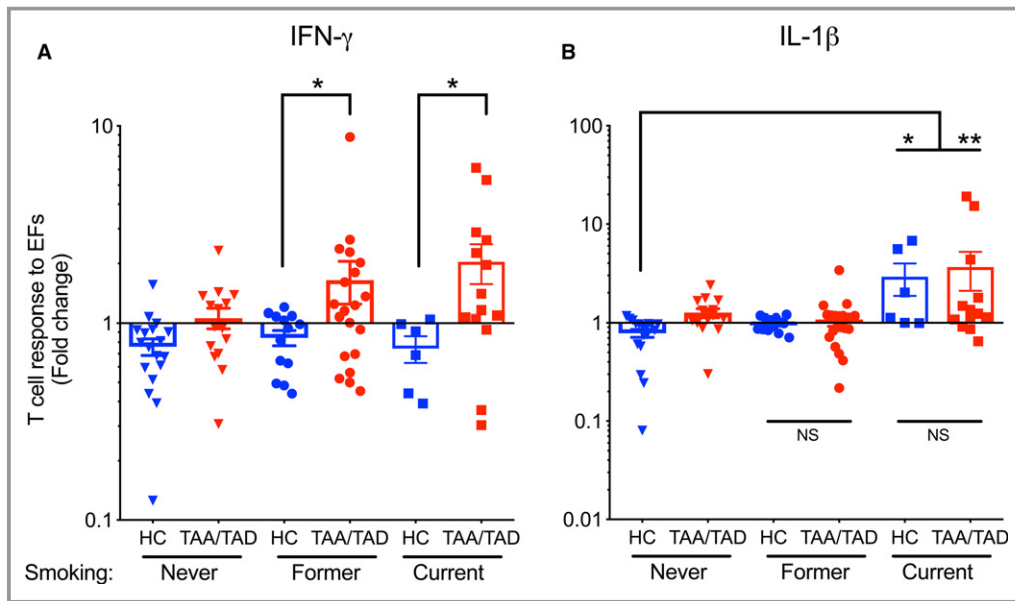 A IFN-γ
B IL-1β
T cell response to EFs
(Fold change)
* *
10
1
0.1
HC TAA/TAD HC TAA/TAD HC TAA/TAD
Smoking: Never Former Current
* **
100
10
1
0.1
0.01
NS NS
HC TAA/TAD HC TAA/TAD HC TAA/TAD
Never Former Current